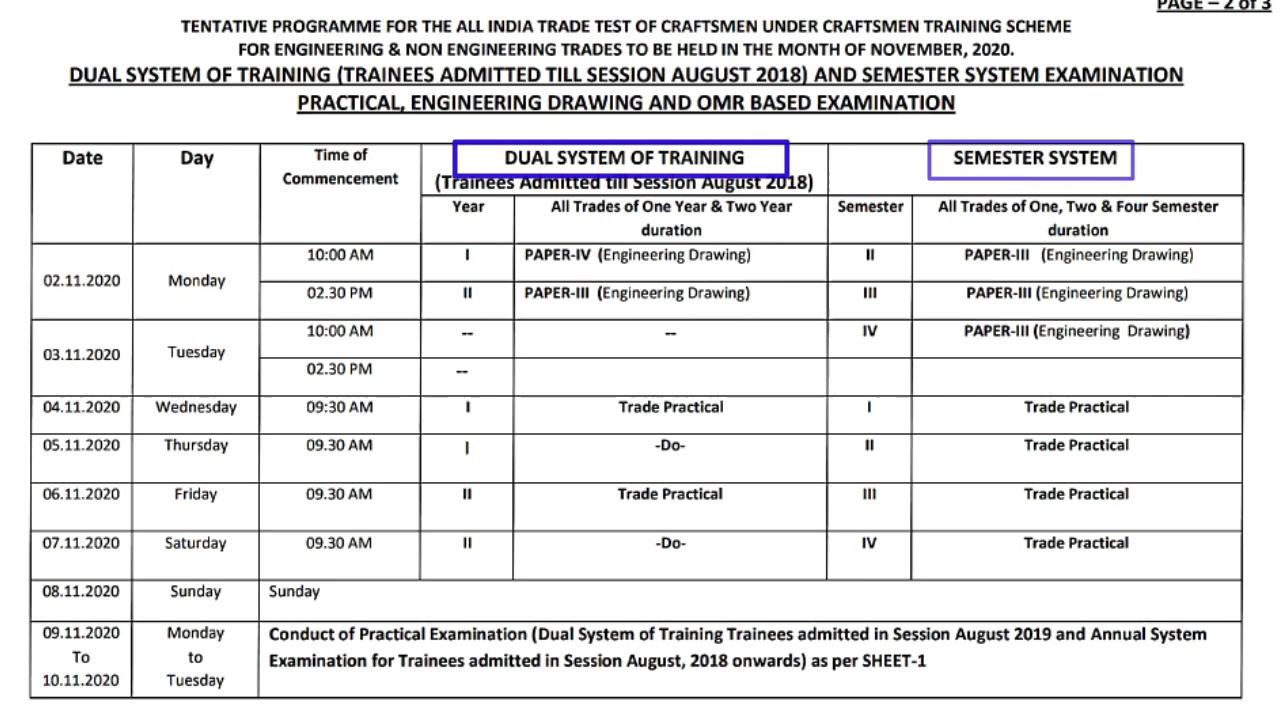 PAGE – 2 of 3
TENTATIVE PROGRAMME FOR THE ALL INDIA TRADE TEST OF CRAFTSMEN UNDER CRAFTSMEN TRAINING SCHEME
FOR ENGINEERING & NON ENGINEERING TRADES TO BE HELD IN THE MONTH OF NOVEMBER, 2020.
DUAL SYSTEM OF TRAINING (TRAINEES ADMITTED TILL SESSION AUGUST 2018) AND SEMESTER SYSTEM EXAMINATION
PRACTICAL, ENGINEERING DRAWING AND OMR BASED EXAMINATION
Date Day Time of Commencement DUAL SYSTEM OF TRAINING SEMESTER SYSTEM
(Trainees Admitted till Session August 2018)
Year All Trades of One Year & Two Year duration Semester All Trades of One, Two & Four Semester duration
02.11.2020 Monday 10:00 AM I PAPER-IV (Engineering Drawing) II PAPER-III (Engineering Drawing)
02.30 PM II PAPER-III (Engineering Drawing) III PAPER-III (Engineering Drawing)
03.11.2020 Tuesday 10:00 AM -- -- IV PAPER-III (Engineering Drawing)
02.30 PM --
04.11.2020 Wednesday 09:30 AM I Trade Practical I Trade Practical
05.11.2020 Thursday 09.30 AM I -Do- II Trade Practical
06.11.2020 Friday 09.30 AM II Trade Practical III Trade Practical
07.11.2020 Saturday 09.30 AM II -Do- IV Trade Practical
08.11.2020 Sunday Sunday
09.11.2020 Monday Conduct of Practical Examination (Dual System of Training Trainees admitted in Session August 2019 and Annual System
To to Examination for Trainees admitted in Session August, 2018 onwards) as per SHEET-1
10.11.2020 Tuesday